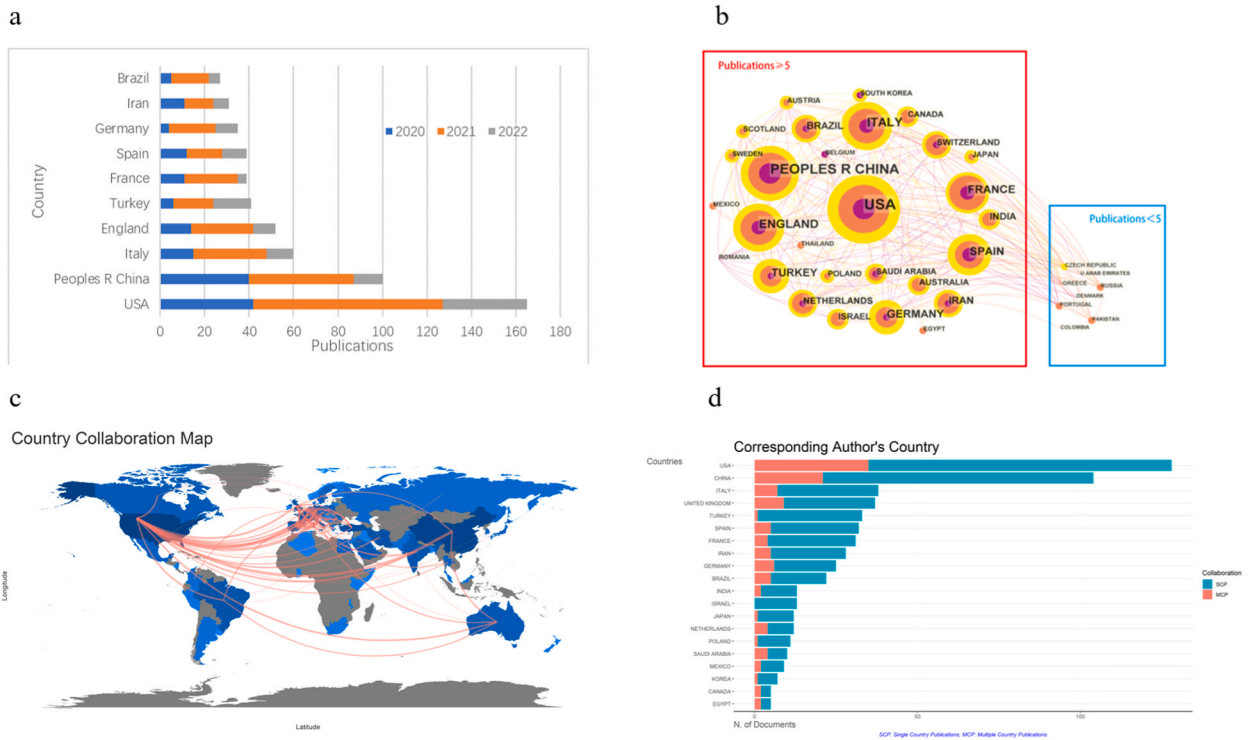 a
Country
Brazil
Iran
Germany
Spain
France
Turkey
England
Italy
Peoples R China
USA
2020 2021 2022
0 20 40 60 80 100 120 140 160 180
Publications
b
Publications≥5
SOUTH KOREA
AUSTRIA
CANADA
ITALY
BRAZIL
SCOTLAND
SWITZERLAND
BELGIUM
SWEDEN
JAPAN
PEOPLES R CHINA
FRANCE
USA
MEXICO
INDIA
ENGLAND
THAILAND
SPAIN
ROMANIA
TURKEY
POLAND
SAUDI ARABIA
AUSTRALIA
NETHERLANDS
IRAN
ISRAEL
GERMANY
EGYPT
Publications<5
CZECH REPUBLIC
U ARAB EMIRATES
GREECE
RUSSIA
DENMARK
PORTUGAL
PAKISTAN
COLOMBIA
c
Country Collaboration Map
Longitude
Latitude
d
Corresponding Author's Country
Countries
USA
CHINA
ITALY
UNITED KINGDOM
TURKEY
SPAIN
FRANCE
IRAN
GERMANY
BRAZIL
INDIA
ISRAEL
JAPAN
NETHERLANDS
POLAND
SAUDI ARABIA
MEXICO
KOREA
CANADA
EGYPT
Collaboration
SCP
MCP
0 50 100
N. of Documents
SCP: Single Country Publications, MCP: Multiple Country Publications